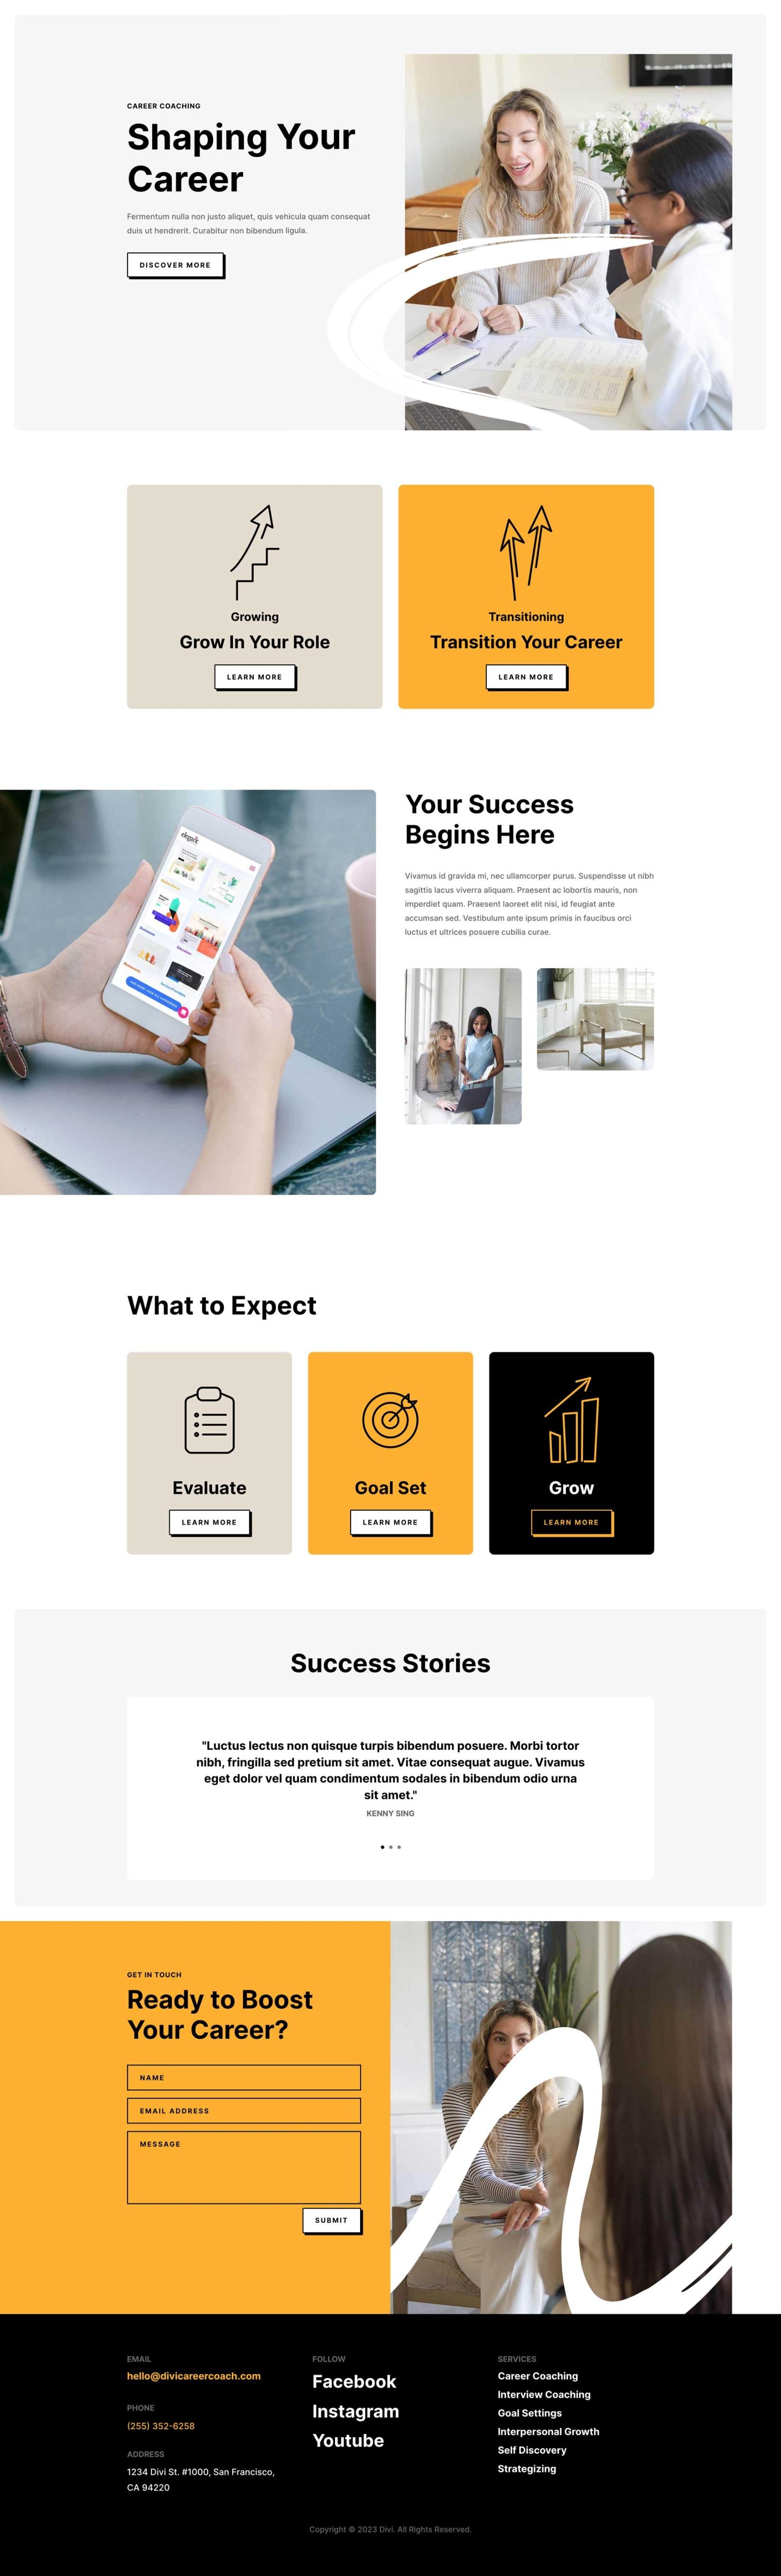 CAREER COACHING
Shaping Your
Career
Fermentum nulla non justo aliquet, quis vehicula quam consequat
duis ut hendrerit. Curabitur non bibendum ligula.
DISCOVER MORE
Growing
Grow In Your Role
LEARN MORE
Transitioning
Transition Your Career
LEARN MORE
elegant
Your Success
Begins Here
Vivamus id gravida mi, nec ullamcorper purus. Suspendisse ut nibh
sagittis lacus viverra aliquam. Praesent ac lobortis mauris, non
imperdiet quam. Praesent laoreet elit nisi, id feugiat ante
accumsan sed. Vestibulum ante ipsum primis in faucibus orci
luctus et ultrices posuere cubilia curae.
What to Expect
Evaluate
LEARN MORE
Goal Set
LEARN MORE
Grow
LEARN MORE
Success Stories
"Luctus lectus non quisque turpis bibendum posuere. Morbi tortor
nibh, fringilla sed pretium sit amet. Vitae consequat augue. Vivamus
eget dolor vel quam condimentum sodales in bibendum odio urna
sit amet."
KENNY SING
GET IN TOUCH
Ready to Boost
Your Career?
NAME
EMAIL ADDRESS
MESSAGE
SUBMIT
EMAIL
hello@divicareercoach.com
PHONE
(255) 352-6258
ADDRESS
1234 Divi St. #1000, San Francisco,
CA 94220
FOLLOW
Facebook
Instagram
Youtube
SERVICES
Career Coaching
Interview Coaching
Goal Settings
Interpersonal Growth
Self Discovery
Strategizing
Copyright © 2023 Divi. All Rights Reserved.